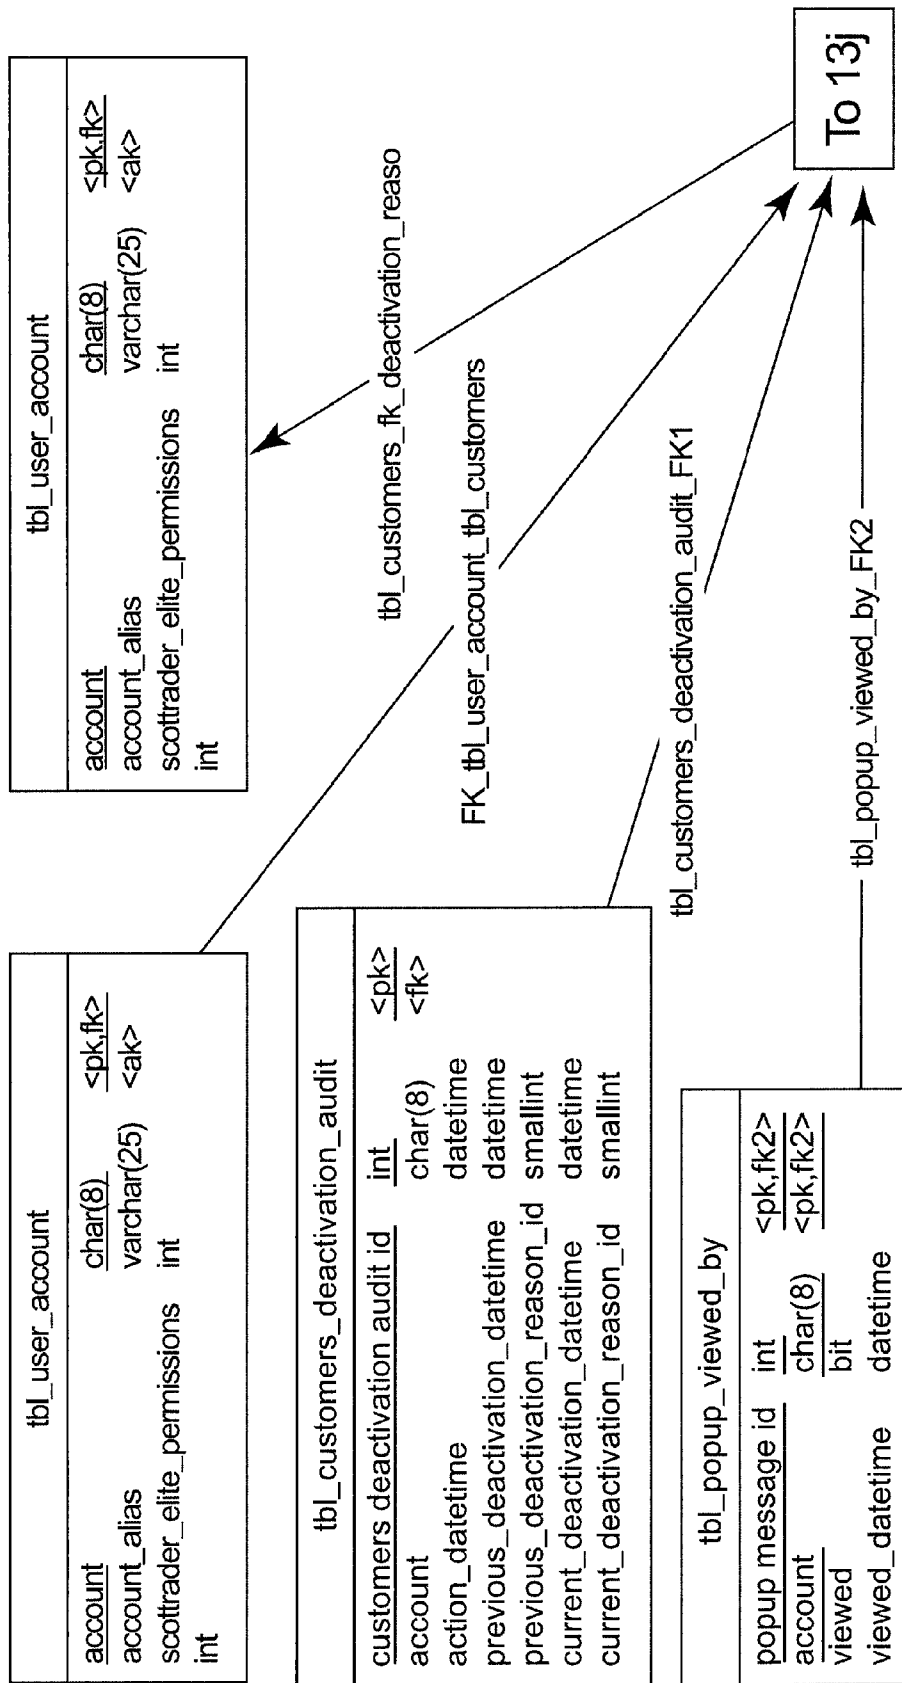 tbl_user_account
account char(8) <pk,fk>
account_alias varchar(25) <ak>
scottrader_elite_permissions int
int
tbl_customers_deactivation_audit
customers deactivation audit id int <pk>
account char(8) <fk>
action_datetime datetime
previous_deactivation_datetime datetime
previous_deactivation_reason_id smallint
current_deactivation_datetime datetime
current_deactivation_reason_id smallint
tbl_popup_viewed_by
popup message id int <pk,fk2>
account char(8) <pk,fk2>
viewed bit
viewed_datetime datetime
tbl_user_account
account char(8) <pk,fk>
account_alias varchar(25) <ak>
scottrader_elite_permissions int
int
tbl_customers_fk_deactivation_reaso
FK_tbl_user_account_tbl_customers
tbl_customers_deactivation_audit_FK1
tbl_popup_viewed_by_FK2
To 13j